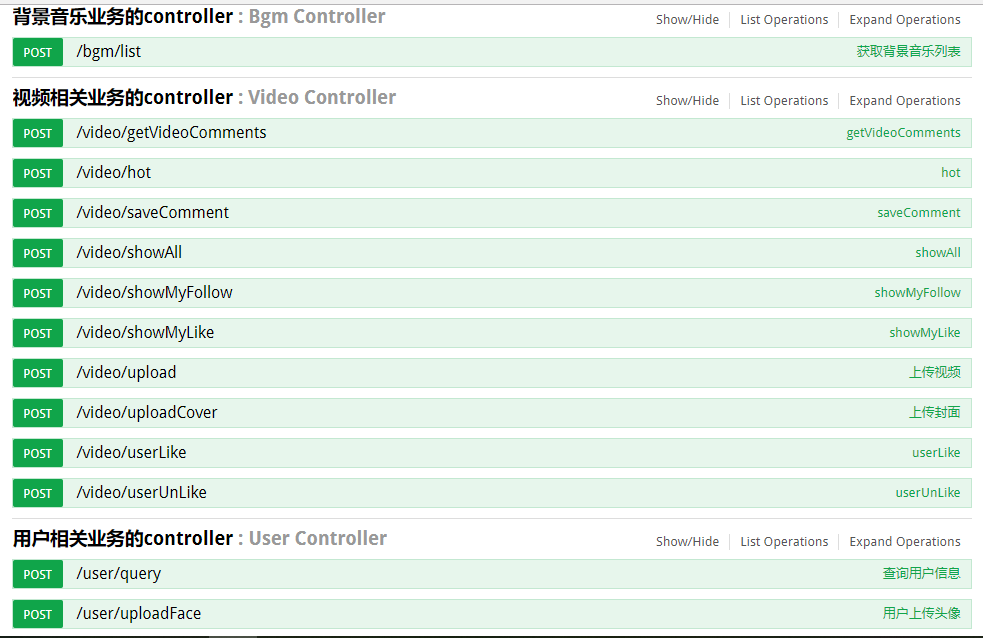 背景音乐业务的controller : Bgm Controller Show/Hide List Operations Expand Operations
POST /bgm/list 获取背景音乐列表
视频相关业务的controller : Video Controller Show/Hide List Operations Expand Operations
POST /video/getVideoComments getVideoComments
POST /video/hot hot
POST /video/saveComment saveComment
POST /video/showAll showAll
POST /video/showMyFollow showMyFollow
POST /video/showMyLike showMyLike
POST /video/upload 上传视频
POST /video/uploadCover 上传封面
POST /video/userLike userLike
POST /video/userUnLike userUnLike
用户相关业务的controller : User Controller Show/Hide List Operations Expand Operations
POST /user/query 查询用户信息
POST /user/uploadFace 用户上传头像